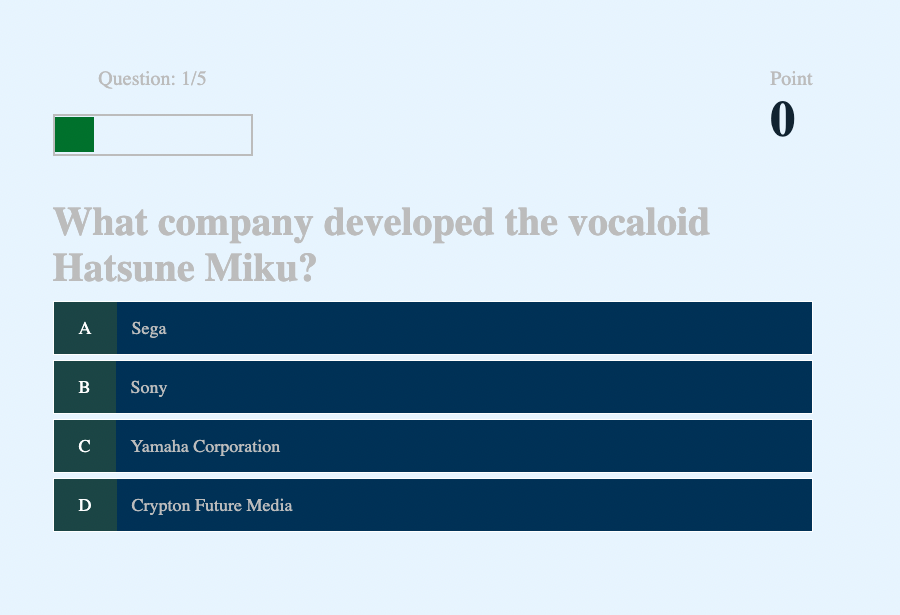 Question: 1/5
Point
0
What company developed the vocaloid
Hatsune Miku?
A Sega
B Sony
C Yamaha Corporation
D Crypton Future Media